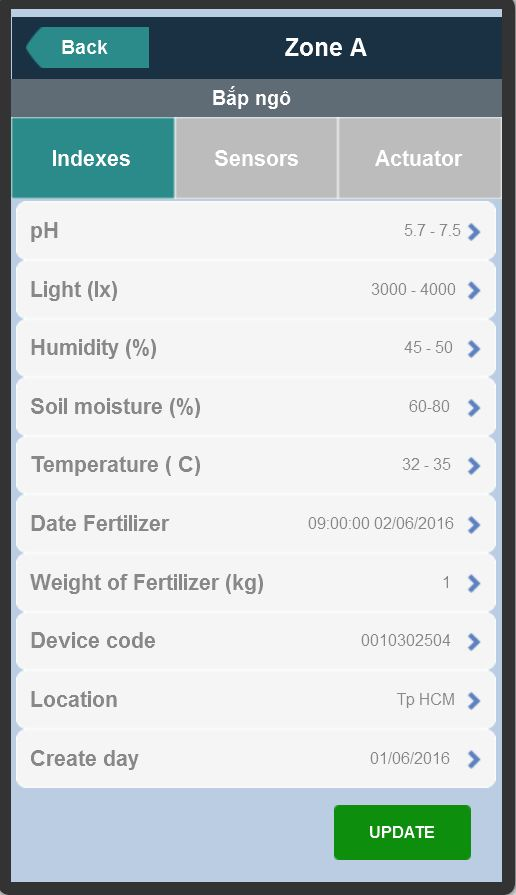 Back
Zone A
Bắp ngô
Indexes
Sensors
Actuator
pH 5.7 - 7.5
Light (lx) 3000 - 4000
Humidity (%) 45 - 50
Soil moisture (%) 60-80
Temperature ( C) 32 - 35
Date Fertilizer 09:00:00 02/06/2016
Weight of Fertilizer (kg) 1
Device code 0010302504
Location Tp HCM
Create day 01/06/2016
UPDATE